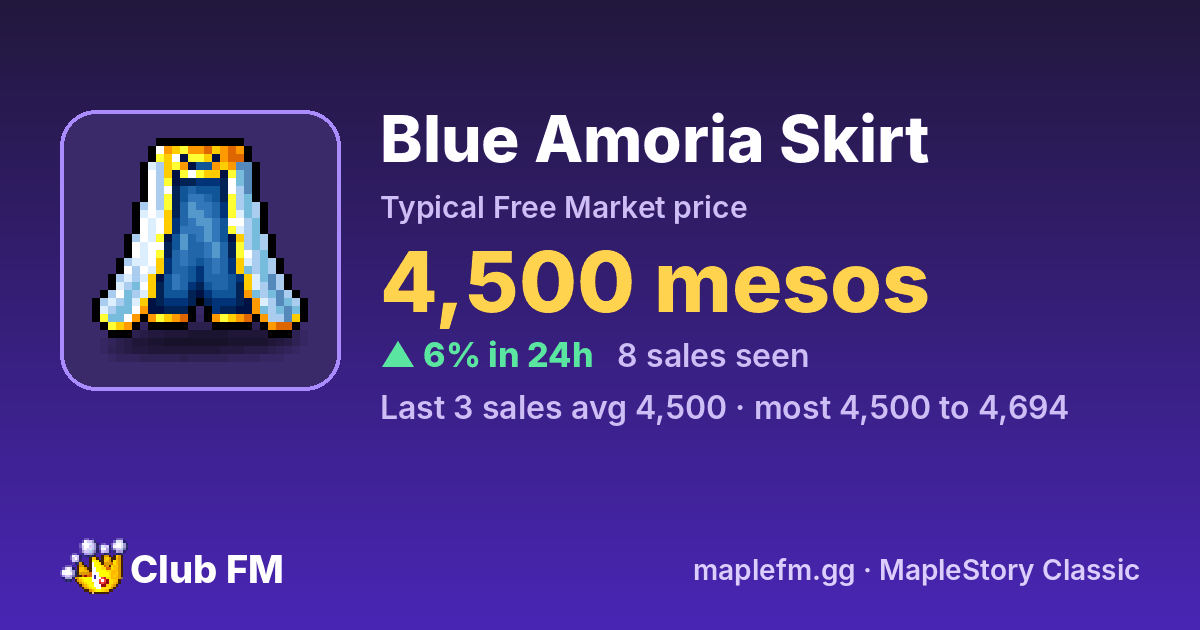 Blue Amoria Skirt
Typical Free Market price
4,500 mesos
▲ 6% in 24h 8 sales seen
Last 3 sales avg 4,500 · most 4,500 to 4,694
Club FM
maplefm.gg · MapleStory Classic